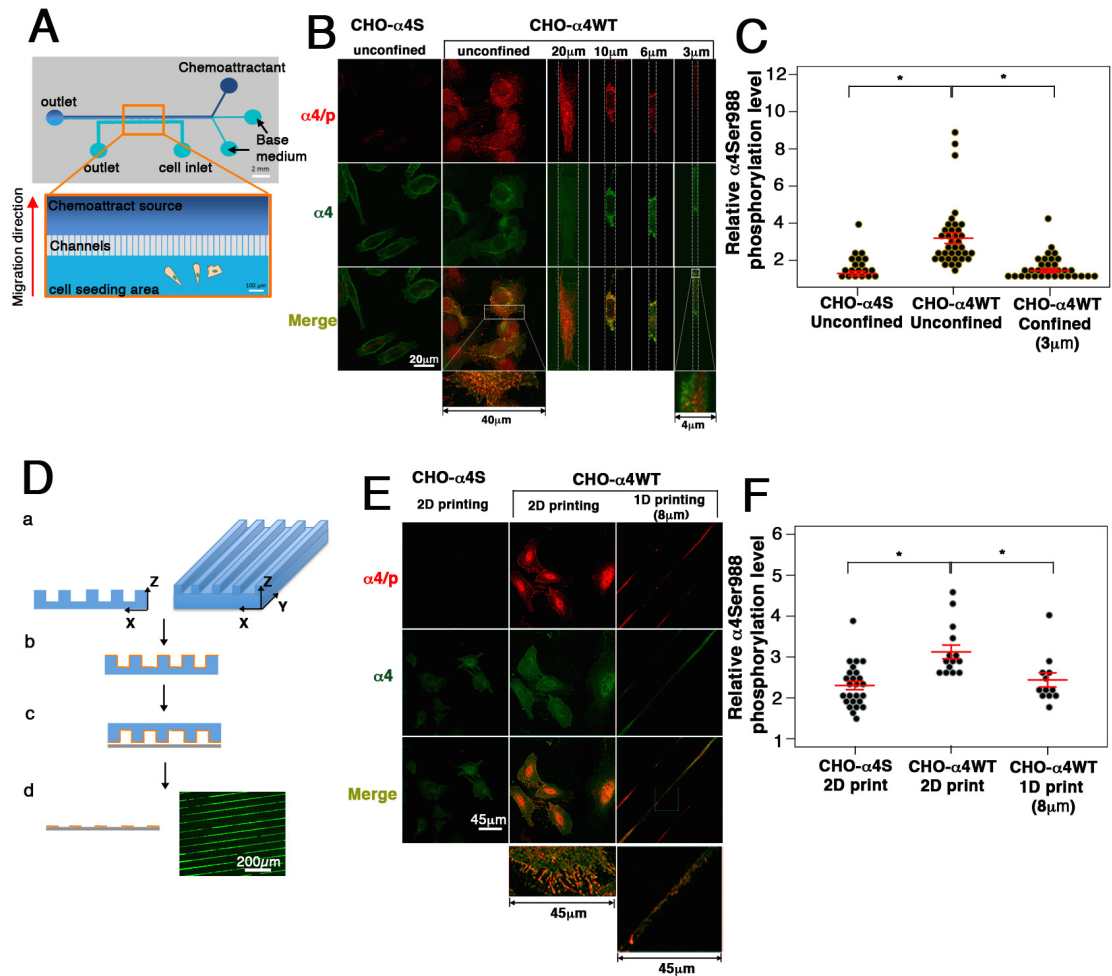 A
Chemoattractant
outlet
Base
medium
outlet
cell inlet
2 mm
Migration direction
Chemoattract source
Channels
cell seeding area
100 µm
B
CHO-α4S
CHO-α4WT
unconfined
unconfined
20µm
10µm
6µm
3µm
α4/p
α4
Merge
20µm
40µm
4µm
C
Relative α4Ser988
phosphorylation level
12
10
8
6
4
2
*
*
CHO-α4S
Unconfined
CHO-α4WT
Unconfined
CHO-α4WT
Confined
(3µm)
D
a
Z
X
Z
Y
X
b
c
d
200µm
E
CHO-α4S
CHO-α4WT
2D printing
2D printing
1D printing
(8µm)
α4/p
α4
Merge
45µm
45µm
45µm
F
Relative α4Ser988
phosphorylation level
6
5
4
3
2
1
*
*
CHO-α4S
2D print
CHO-α4WT
2D print
CHO-α4WT
1D print
(8µm)